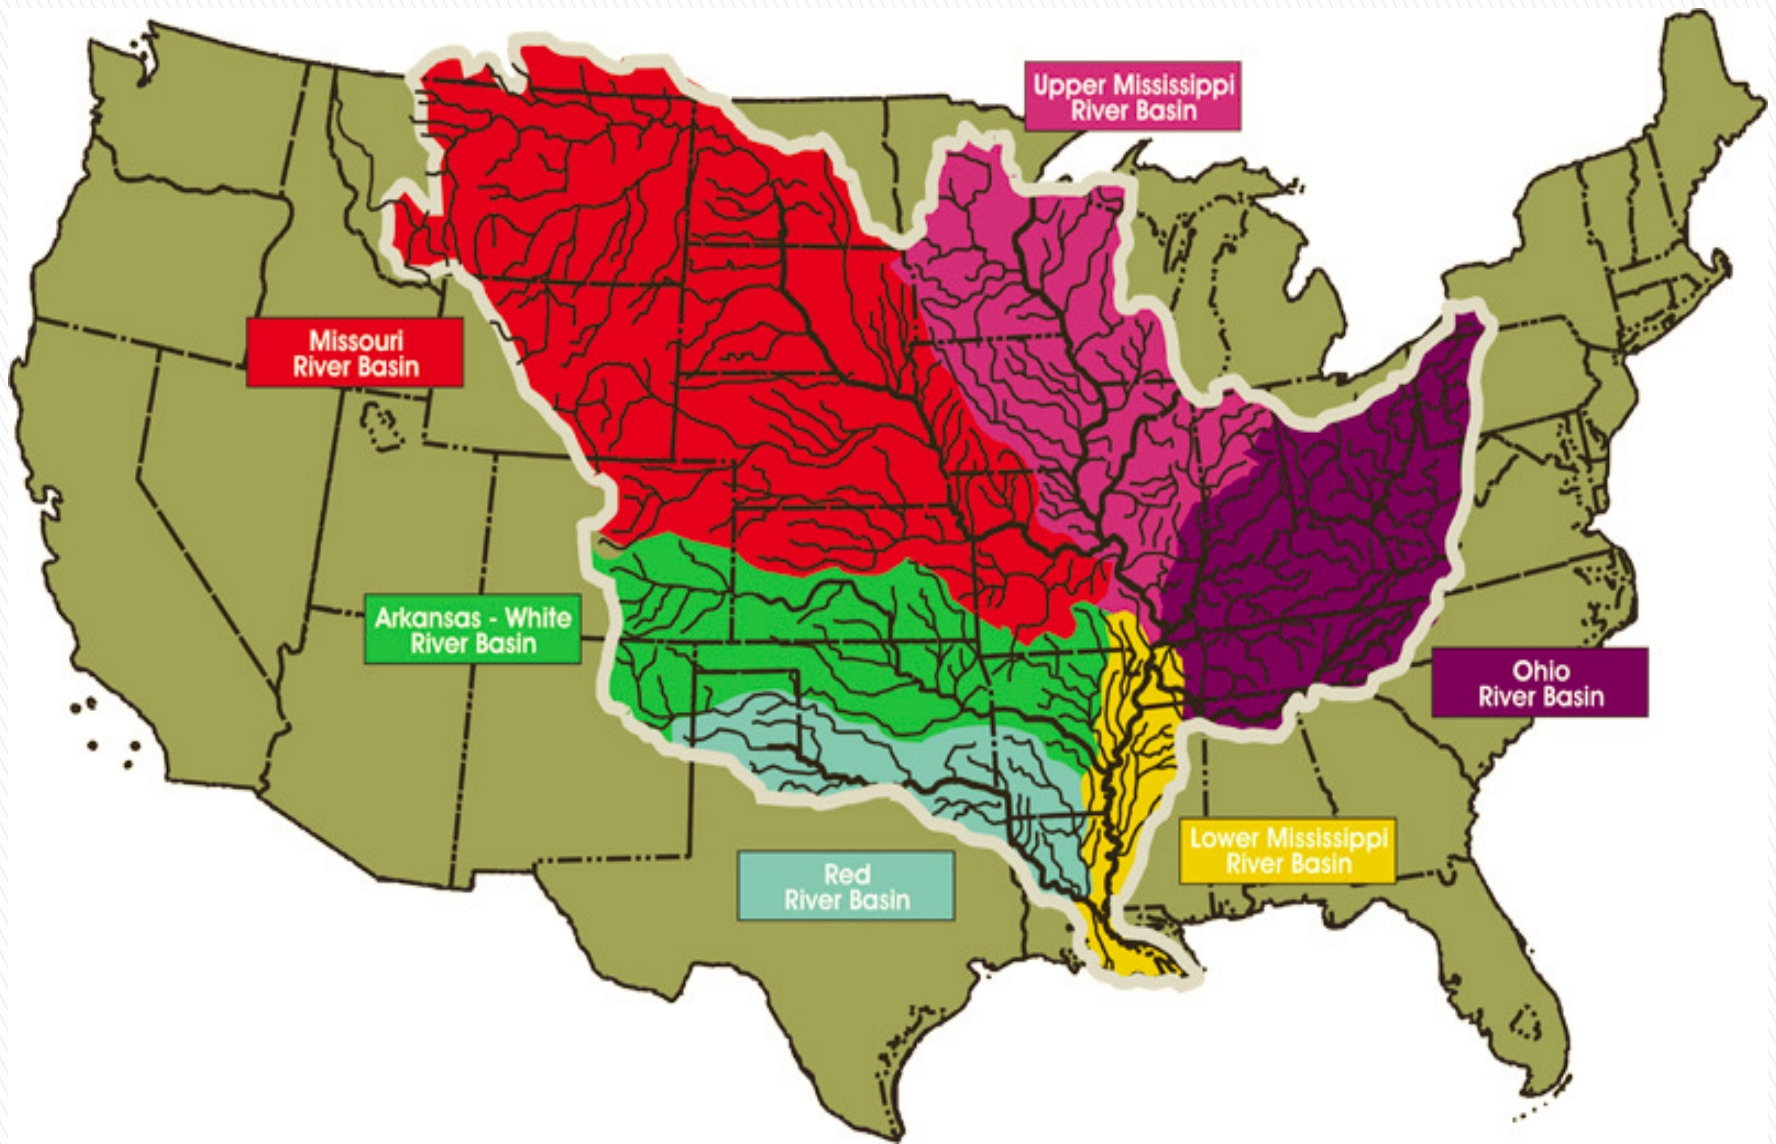 Upper Mississippi
River Basin
Missouri
River Basin
Arkansas - White
River Basin
Ohio
River Basin
Lower Mississippi
River Basin
Red
River Basin